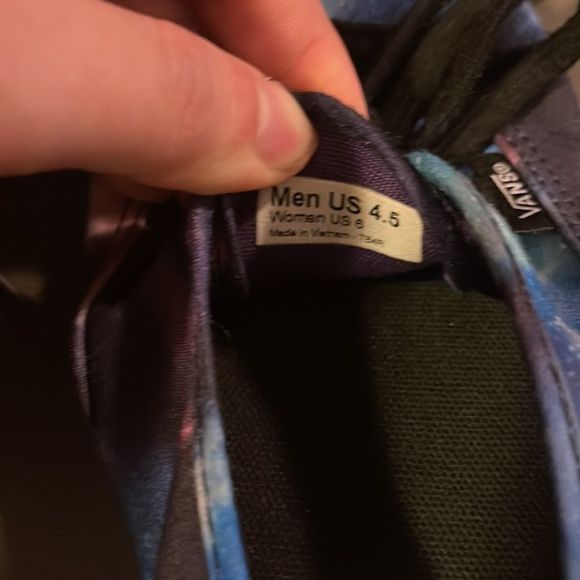 Men US 4.5
Women US 6
Made in Vietnam -
VANS®